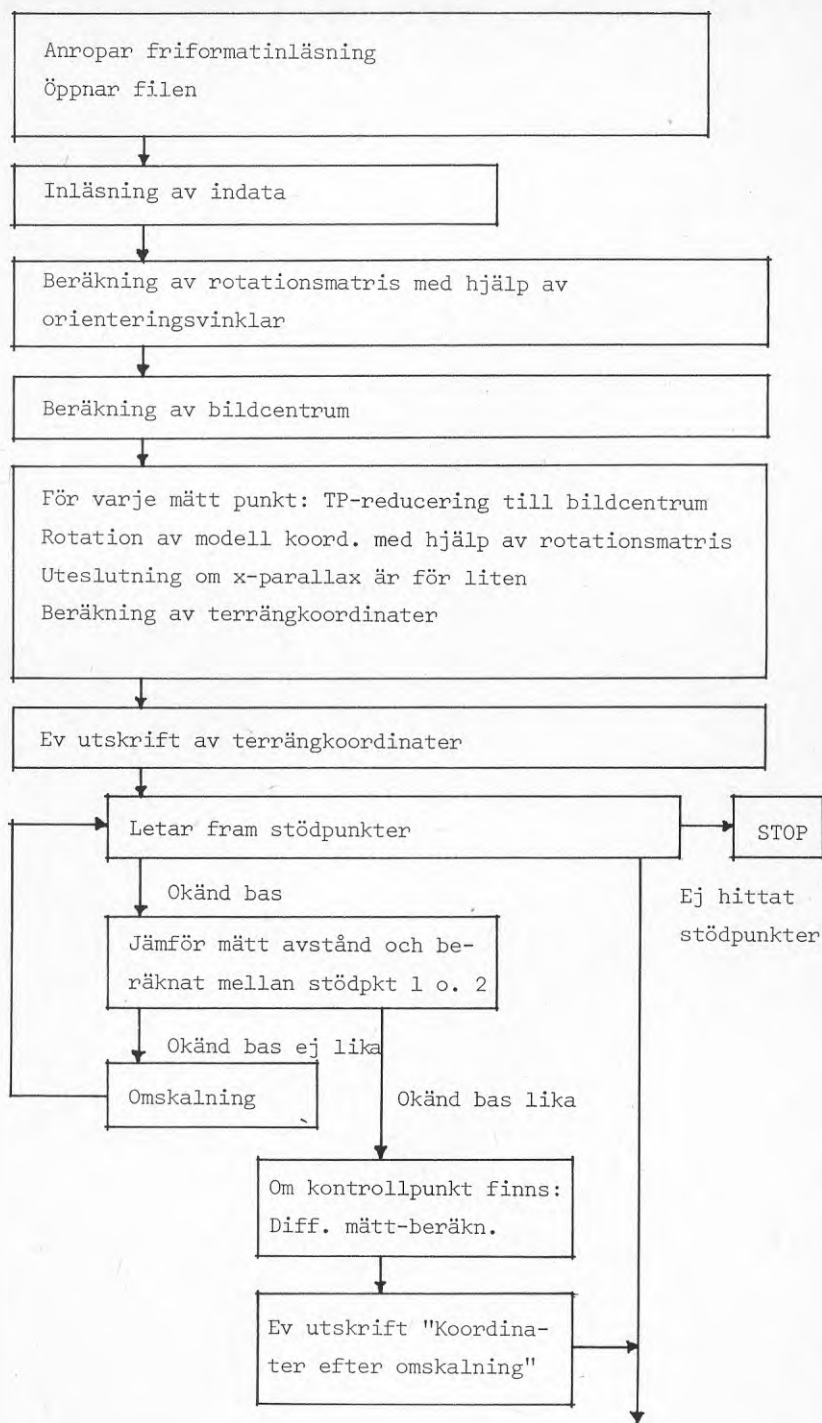 Anropar friformatinläsning
Öppnar filen
Inläsning av indata
Beräkning av rotationsmatris med hjälp av
orienteringsvinklar
Beräkning av bildcentrum
För varje mätt punkt: TP-reducering till bildcentrum
Rotation av modell koord. med hjälp av rotationsmatris
Uteslutning om x-parallax är för liten
Beräkning av terrängkoordinater
Ev utskrift av terrängkoordinater
Letar fram stödpunkter
STOP
Ej hittat
stödpunkter
Okänd bas
Jämför mätt avstånd och be-
räknat mellan stödpkt 1 o. 2
Okänd bas ej lika
Omskalning
Okänd bas lika
Om kontrollpunkt finns:
Diff. mätt-beräkn.
Ev utskrift "Koordina-
ter efter omskalning"